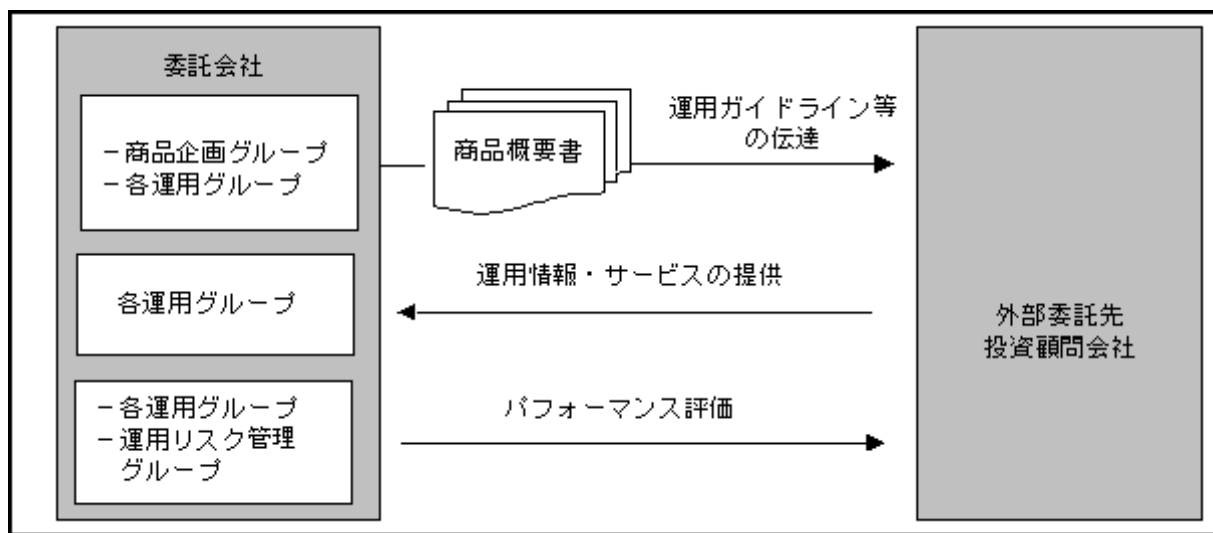 委託会社
－商品企画グループ
－各運用グループ
商品概要書
運用ガイドライン等
の伝達
各運用グループ
運用情報・サービスの提供
－各運用グループ
－運用リスク管理
グループ
パフォーマンス評価
外部委託先
投資顧問会社